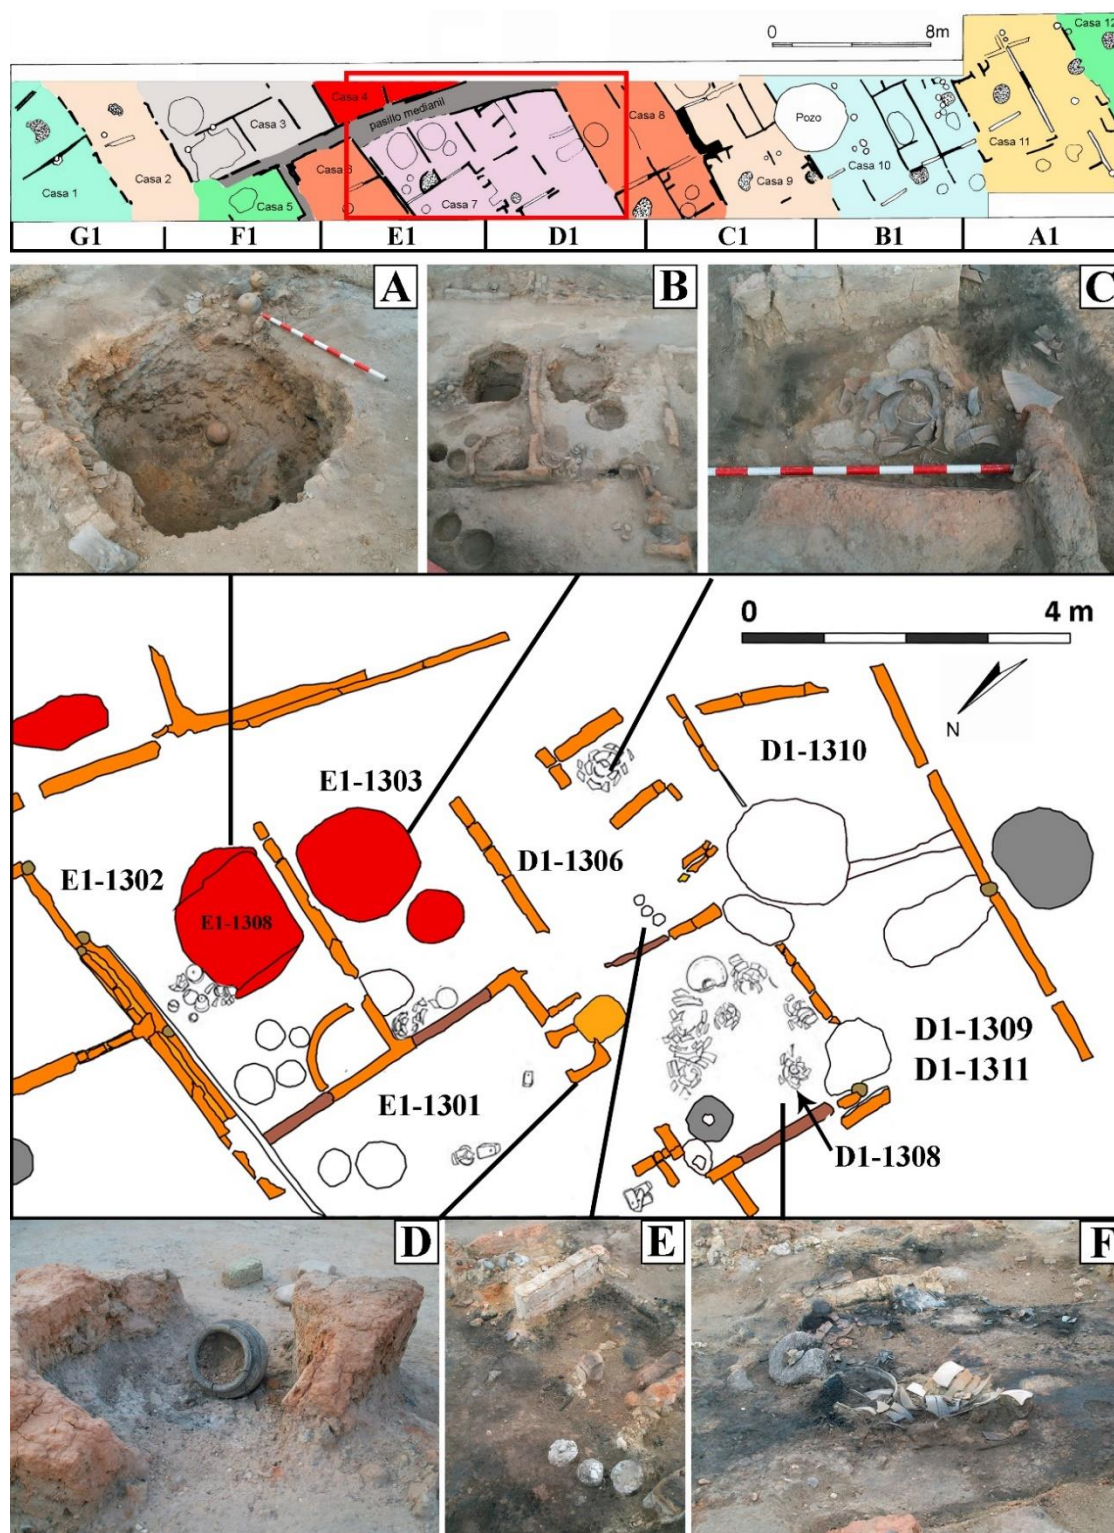 0 8m
Casa 12
Casa 4
pasillo medianil
Casa 3
Casa 8
Pozo
Casa 11
Casa 1
Casa 2
Casa 5
Casa 7
Casa 9
Casa 10
G1 F1 E1 D1 C1 B1 A1
A B C
0 4 m
N
D1-1310
E1-1303
D1-1306
E1-1302
E1-1308
D1-1309
D1-1311
E1-1301
D1-1308
D E F